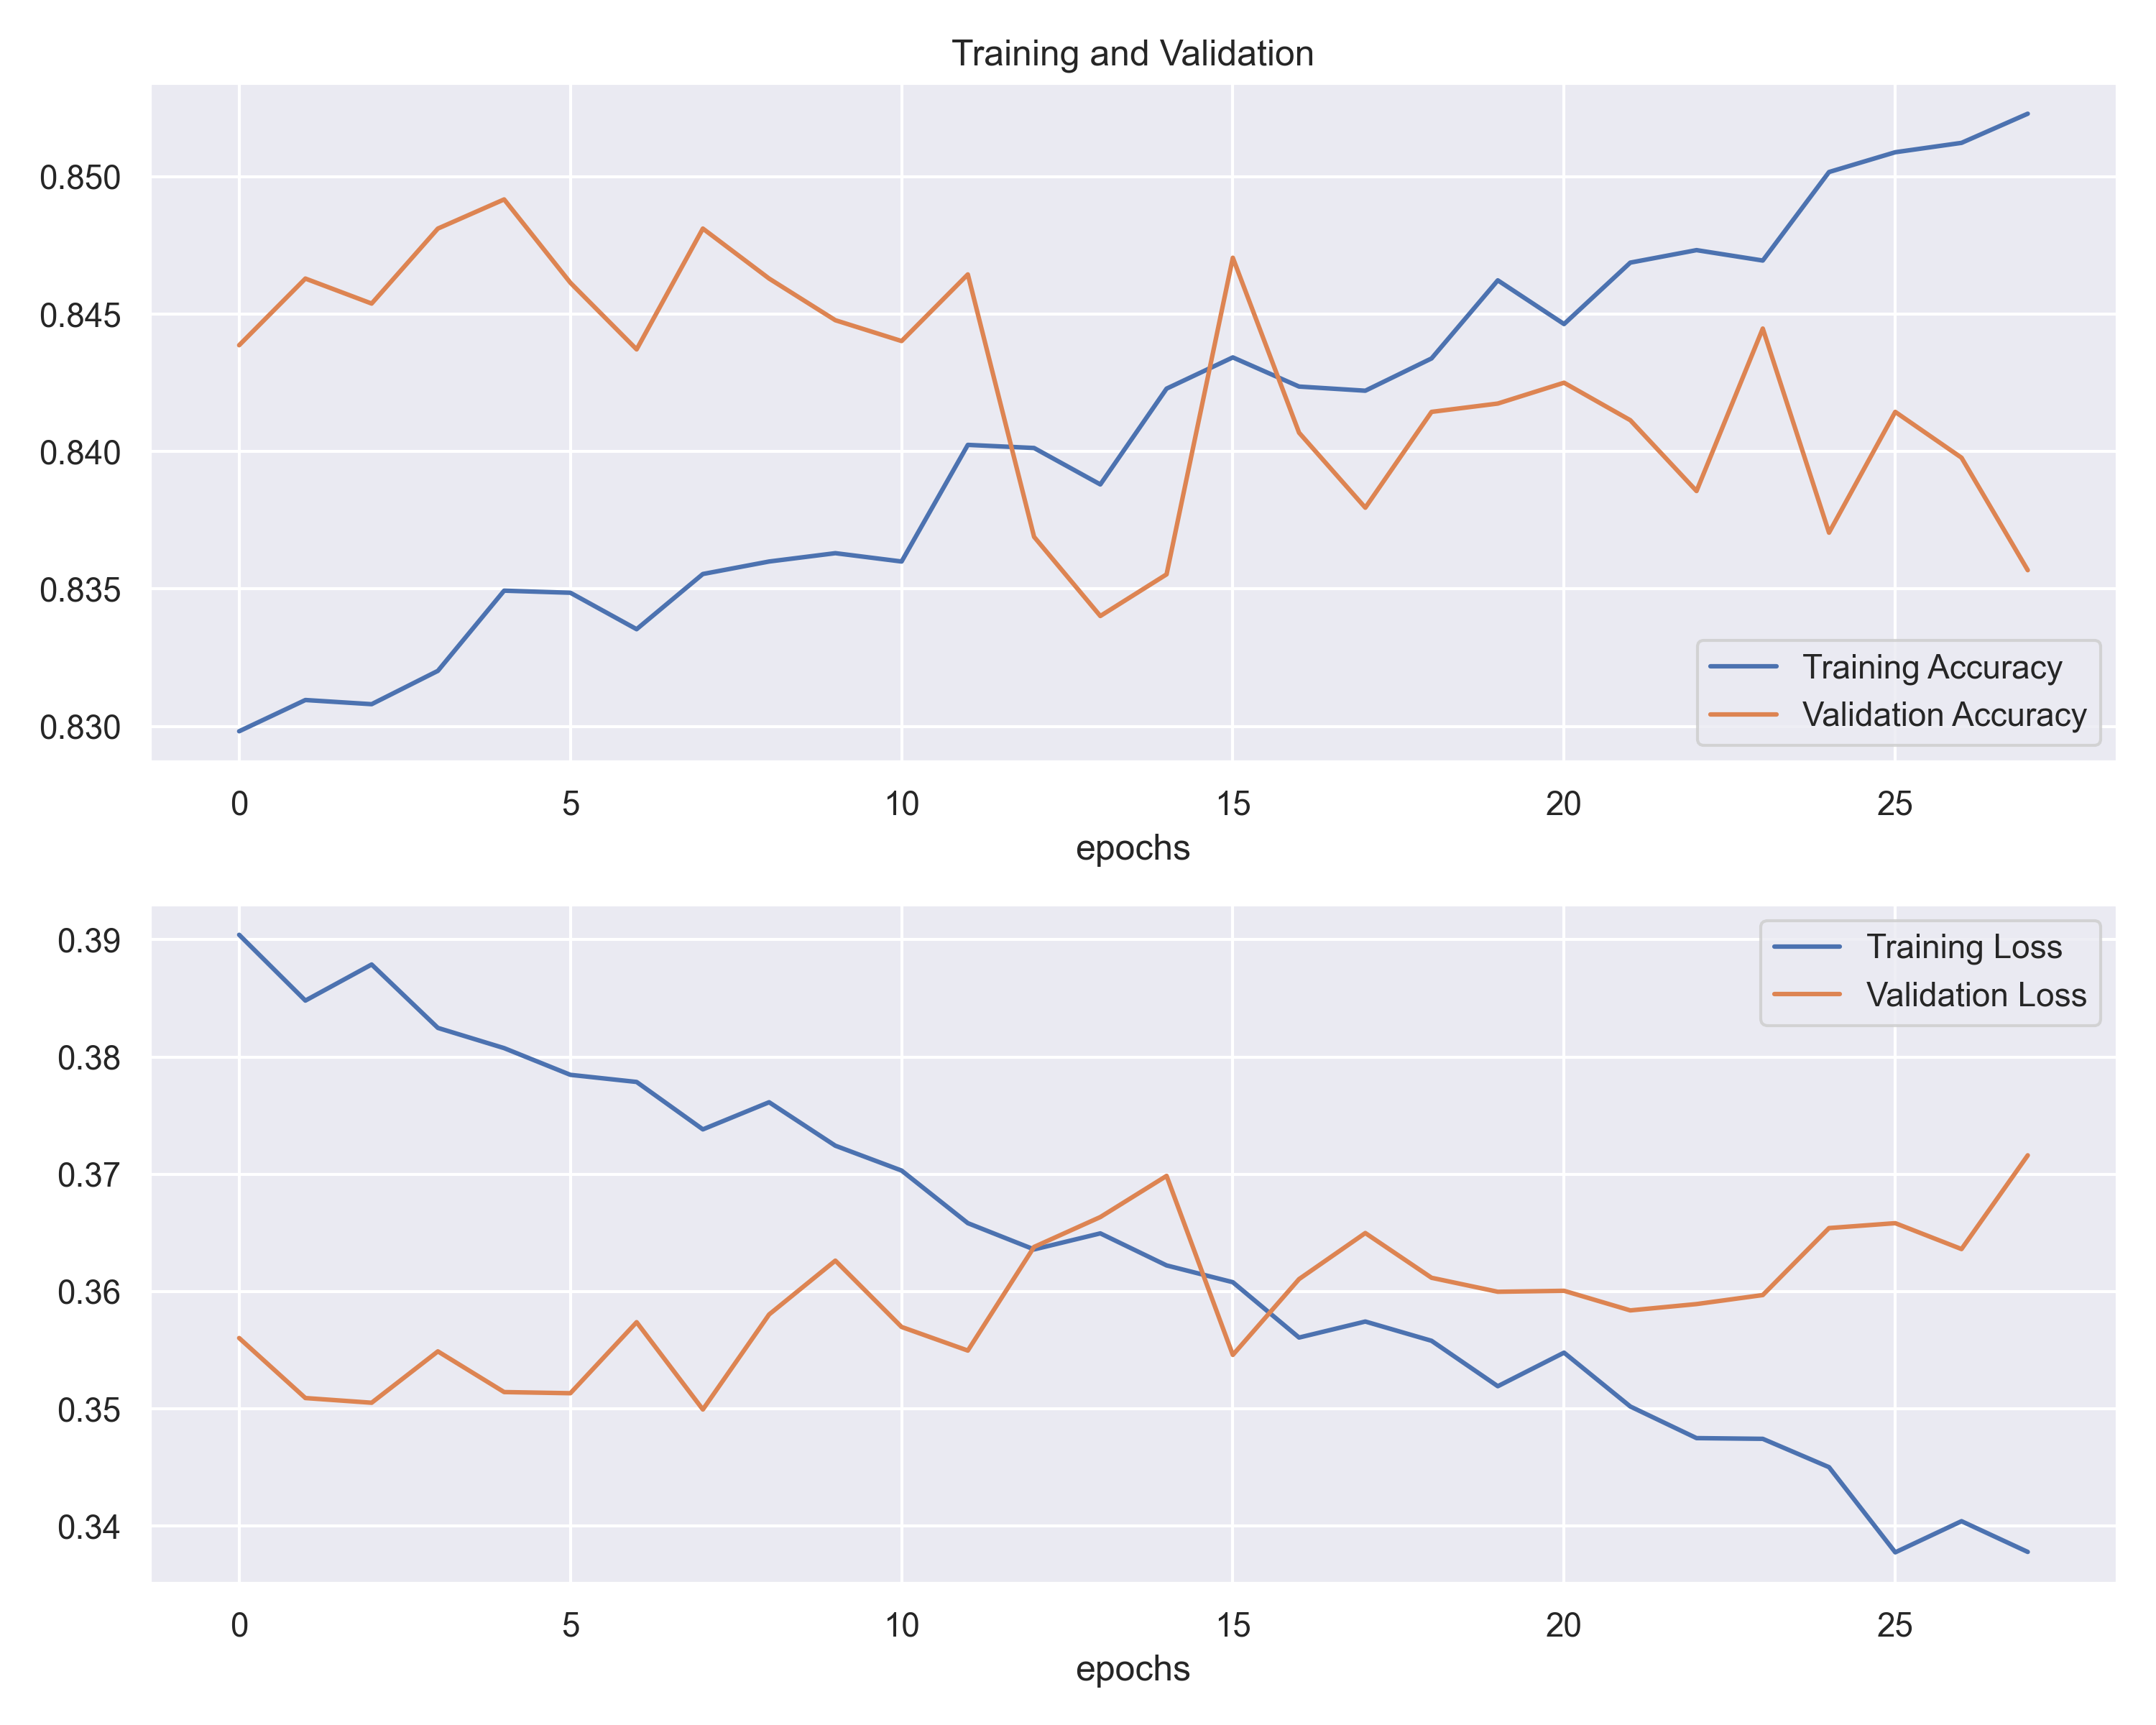 Training and Validation
0.850
0.845
0.840
0.835
0.830
Training Accuracy
Validation Accuracy
0 5 10 15 20 25
epochs
0.39
0.38
0.37
0.36
0.35
0.34
Training Loss
Validation Loss
0 5 10 15 20 25
epochs